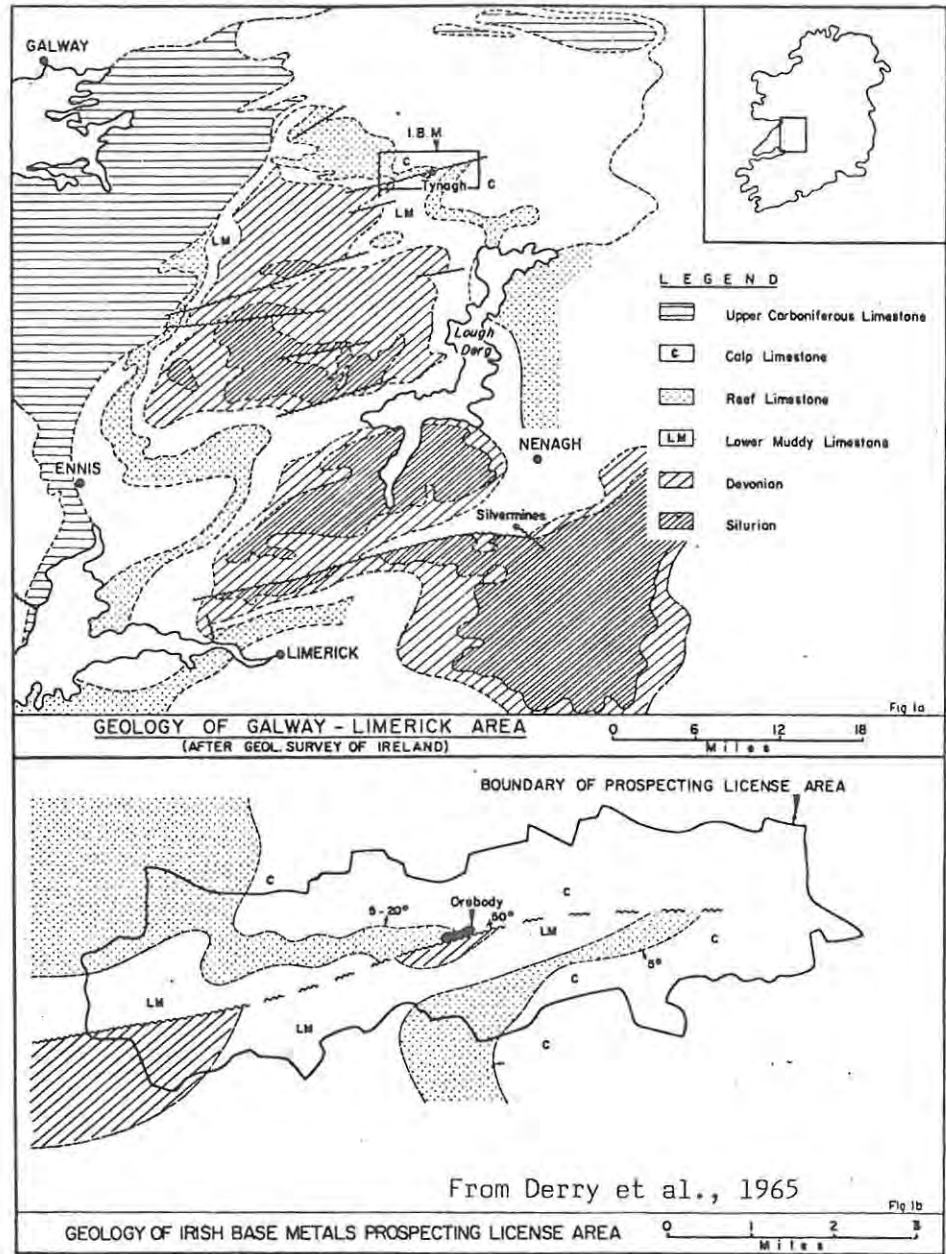 GALWAY
I.B.M.
C
Tynagh
C
LM
LM
Lough
Derg
NENAGH
ENNIS
Silvermines
LIMERICK
LEGEND
Upper Carboniferous Limestone
C Calp Limestone
Reef Limestone
LM Lower Muddy Limestone
Devonian
Silurian
Fig 1a
GEOLOGY OF GALWAY - LIMERICK AREA
(AFTER GEOL. SURVEY OF IRELAND)
0 6 12 18
Miles
BOUNDARY OF PROSPECTING LICENSE AREA
C
C
5-20°
Orebody
50°
LM
C
5°
C
LM
LM
C
From Derry et al., 1965
Fig 1b
GEOLOGY OF IRISH BASE METALS PROSPECTING LICENSE AREA
0 1 2 3
Miles